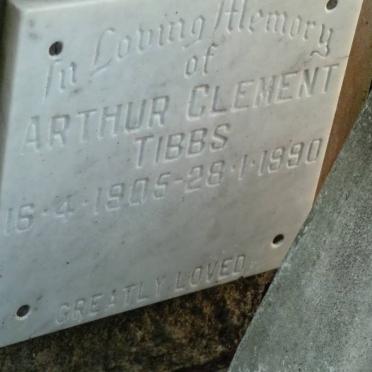 In Loving Memory
of
ARTHUR CLEMENT
TIBBS
16·4·1905-28·1·1990
GREATLY LOVED